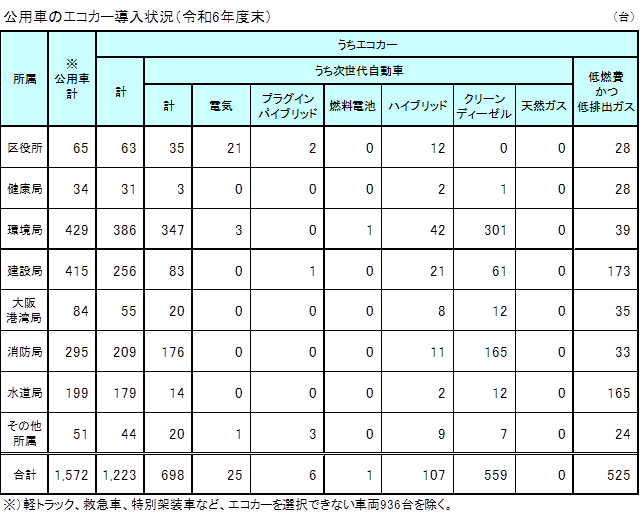 公用車のエコカー導入状況（令和6年度末）
（台）
所属
※
公用車
計
うちエコカー
計
うち次世代自動車
低燃費
かつ
低排出ガス
計
電気
プラグイン
ハイブリッド
燃料電池
ハイブリッド
クリーン
ディーゼル
天然ガス
区役所 65 63 35 21 2 0 12 0 0 28
健康局 34 31 3 0 0 0 2 1 0 28
環境局 429 386 347 3 0 1 42 301 0 39
建設局 415 256 83 0 1 0 21 61 0 173
大阪
港湾局 84 55 20 0 0 0 8 12 0 35
消防局 295 209 176 0 0 0 11 165 0 33
水道局 199 179 14 0 0 0 2 12 0 165
その他
所属 51 44 20 1 3 0 9 7 0 24
合計 1,572 1,223 698 25 6 1 107 559 0 525
※）軽トラック、救急車、特別架装車など、エコカーを選択できない車両936台を除く。